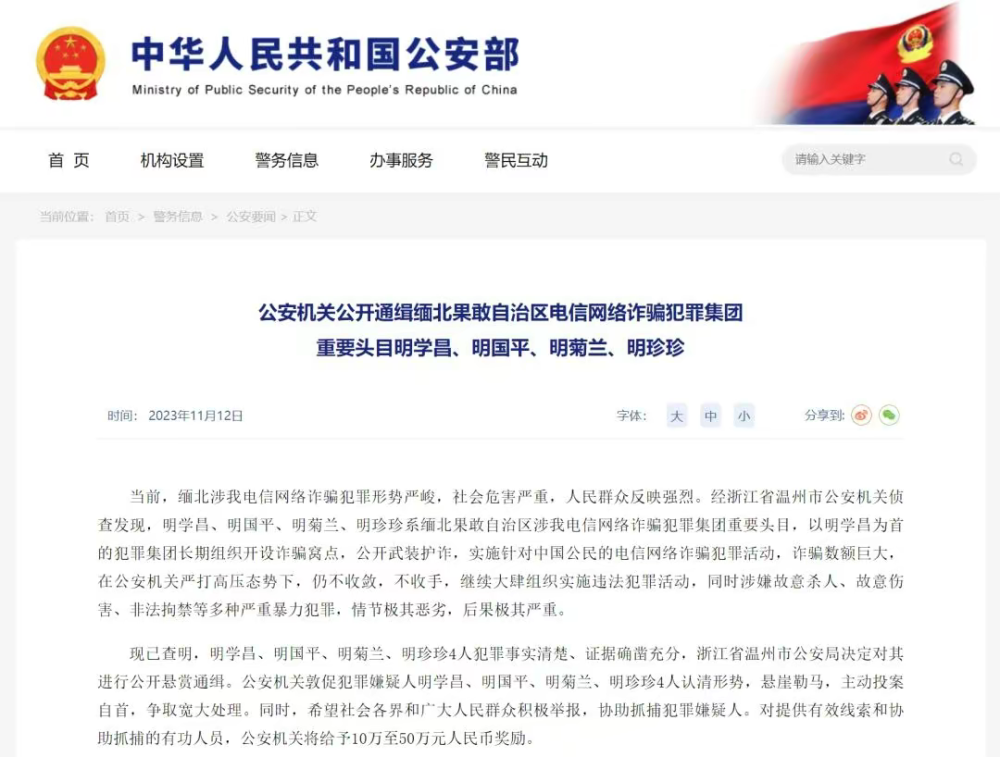 中华人民共和国公安部
Ministry of Public Security of the People's Republic of China
首 页 机构设置 警务信息 办事服务 警民互动 请输入关键字
当前位置： 首页 > 警务信息 > 公安要闻 > 正文
公安机关公开通缉缅北果敢自治区电信网络诈骗犯罪集团
重要头目明学昌、明国平、明菊兰、明珍珍
时间： 2023年11月12日 字体： 大 中 小 分享到:
当前，缅北涉我电信网络诈骗犯罪形势严峻，社会危害严重，人民群众反映强烈。经浙江省温州市公安机关侦
查发现，明学昌、明国平、明菊兰、明珍珍系缅北果敢自治区涉我电信网络诈骗犯罪集团重要头目，以明学昌为首
的犯罪集团长期组织开设诈骗窝点，公开武装护诈，实施针对中国公民的电信网络诈骗犯罪活动，诈骗数额巨大，
在公安机关严打高压态势下，仍不收敛，不收手，继续大肆组织实施违法犯罪活动，同时涉嫌故意杀人、故意伤
害、非法拘禁等多种严重暴力犯罪，情节极其恶劣，后果极其严重。
现已查明，明学昌、明国平、明菊兰、明珍珍4人犯罪事实清楚、证据确凿充分，浙江省温州市公安局决定对其
进行公开悬赏通缉。公安机关敦促犯罪嫌疑人明学昌、明国平、明菊兰、明珍珍4人认清形势，悬崖勒马，主动投案
自首，争取宽大处理。同时，希望社会各界和广大人民群众积极举报，协助抓捕犯罪嫌疑人。对提供有效线索和协
助抓捕的有功人员，公安机关将给予10万至50万元人民币奖励。